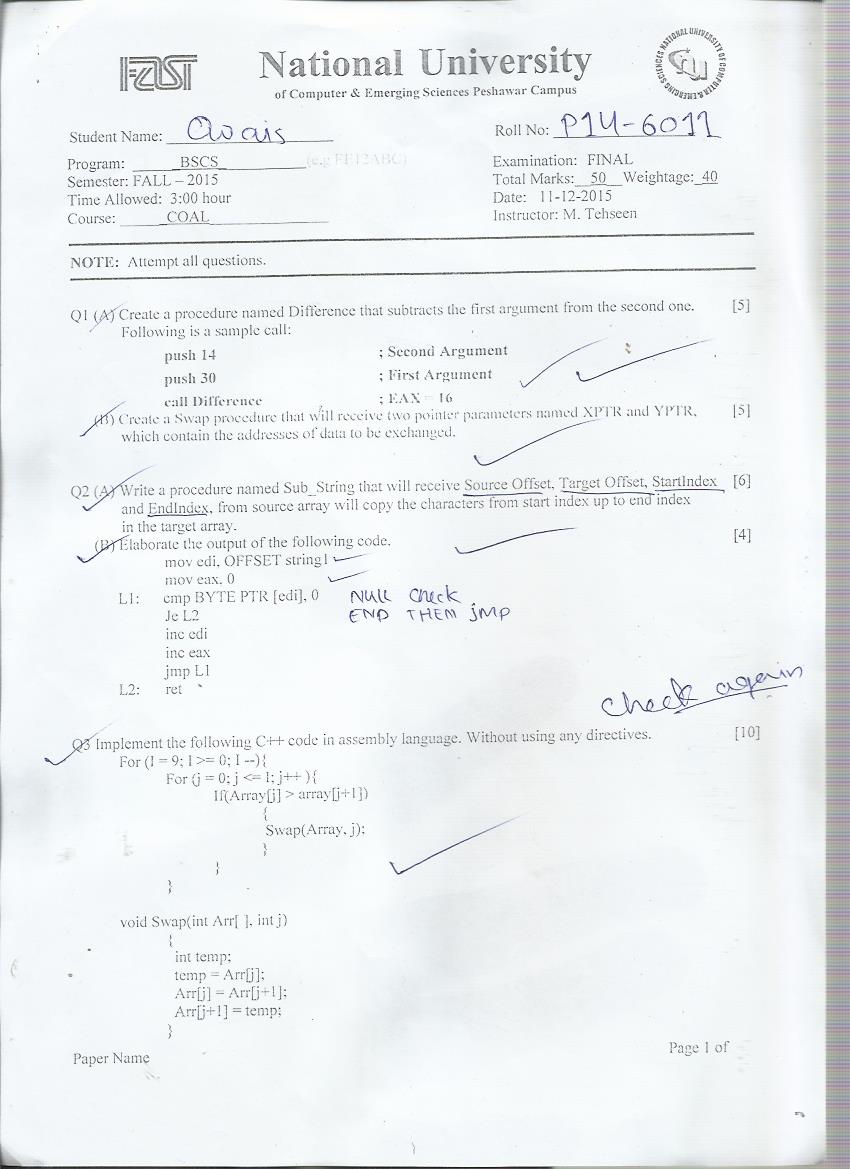 FAST
National University
of Computer & Emerging Sciences Peshawar Campus
NATIONAL UNIVERSITY OF COMPUTER & EMERGING SCIENCES
Student Name: Owais
Roll No: P14-6011
Program: BSCS (e.g FE12ABC)
Examination: FINAL
Semester: FALL – 2015
Total Marks: 50 Weightage: 40
Time Allowed: 3:00 hour
Date: 11-12-2015
Course: COAL
Instructor: M. Tehseen
NOTE: Attempt all questions.
Q1 (A) Create a procedure named Difference that subtracts the first argument from the second one. [5]
Following is a sample call:
push 14 ; Second Argument
push 30 ; First Argument
call Difference ; EAX = 16
(B) Create a Swap procedure that will receive two pointer parameters named XPTR and YPTR, [5]
which contain the addresses of data to be exchanged.
Q2 (A) Write a procedure named Sub_String that will receive Source Offset, Target Offset, StartIndex [6]
and EndIndex, from source array will copy the characters from start index up to end index
in the target array.
(B) Elaborate the output of the following code. [4]
mov edi, OFFSET string1
mov eax, 0
L1: cmp BYTE PTR [edi], 0 NULL check
Je L2 END THEM jmp
inc edi
inc eax
jmp L1
L2: ret
check again
Q3 Implement the following C++ code in assembly language. Without using any directives. [10]
For (I = 9; I >= 0; I --){
For (j = 0; j <= I; j++ ){
If(Array[j] > array[j+1])
{
Swap(Array, j);
}
}
}
void Swap(int Arr[ ], int j)
{
int temp;
temp = Arr[j];
Arr[j] = Arr[j+1];
Arr[j+1] = temp;
}
Paper Name
Page 1 of